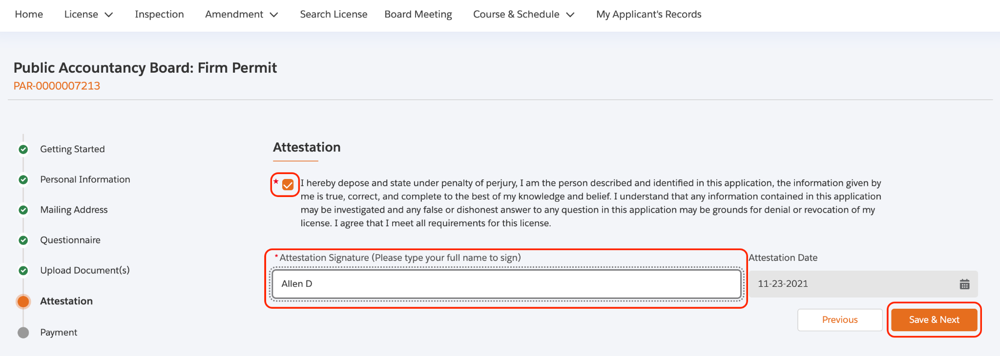 Home License Inspection Amendment Search License Board Meeting Course & Schedule My Applicant's Records
Public Accountancy Board: Firm Permit
PAR-0000007213
Getting Started
Personal Information
Mailing Address
Questionnaire
Upload Document(s)
Attestation
Payment
Attestation
* I hereby depose and state under penalty of perjury, I am the person described and identified in this application, the information given by
me is true, correct, and complete to the best of my knowledge and belief. I understand that any information contained in this application
may be investigated and any false or dishonest answer to any question in this application may be grounds for denial or revocation of my
license. I agree that I meet all requirements for this license.
* Attestation Signature (Please type your full name to sign)
Allen D
Attestation Date
11-23-2021
Previous
Save & Next